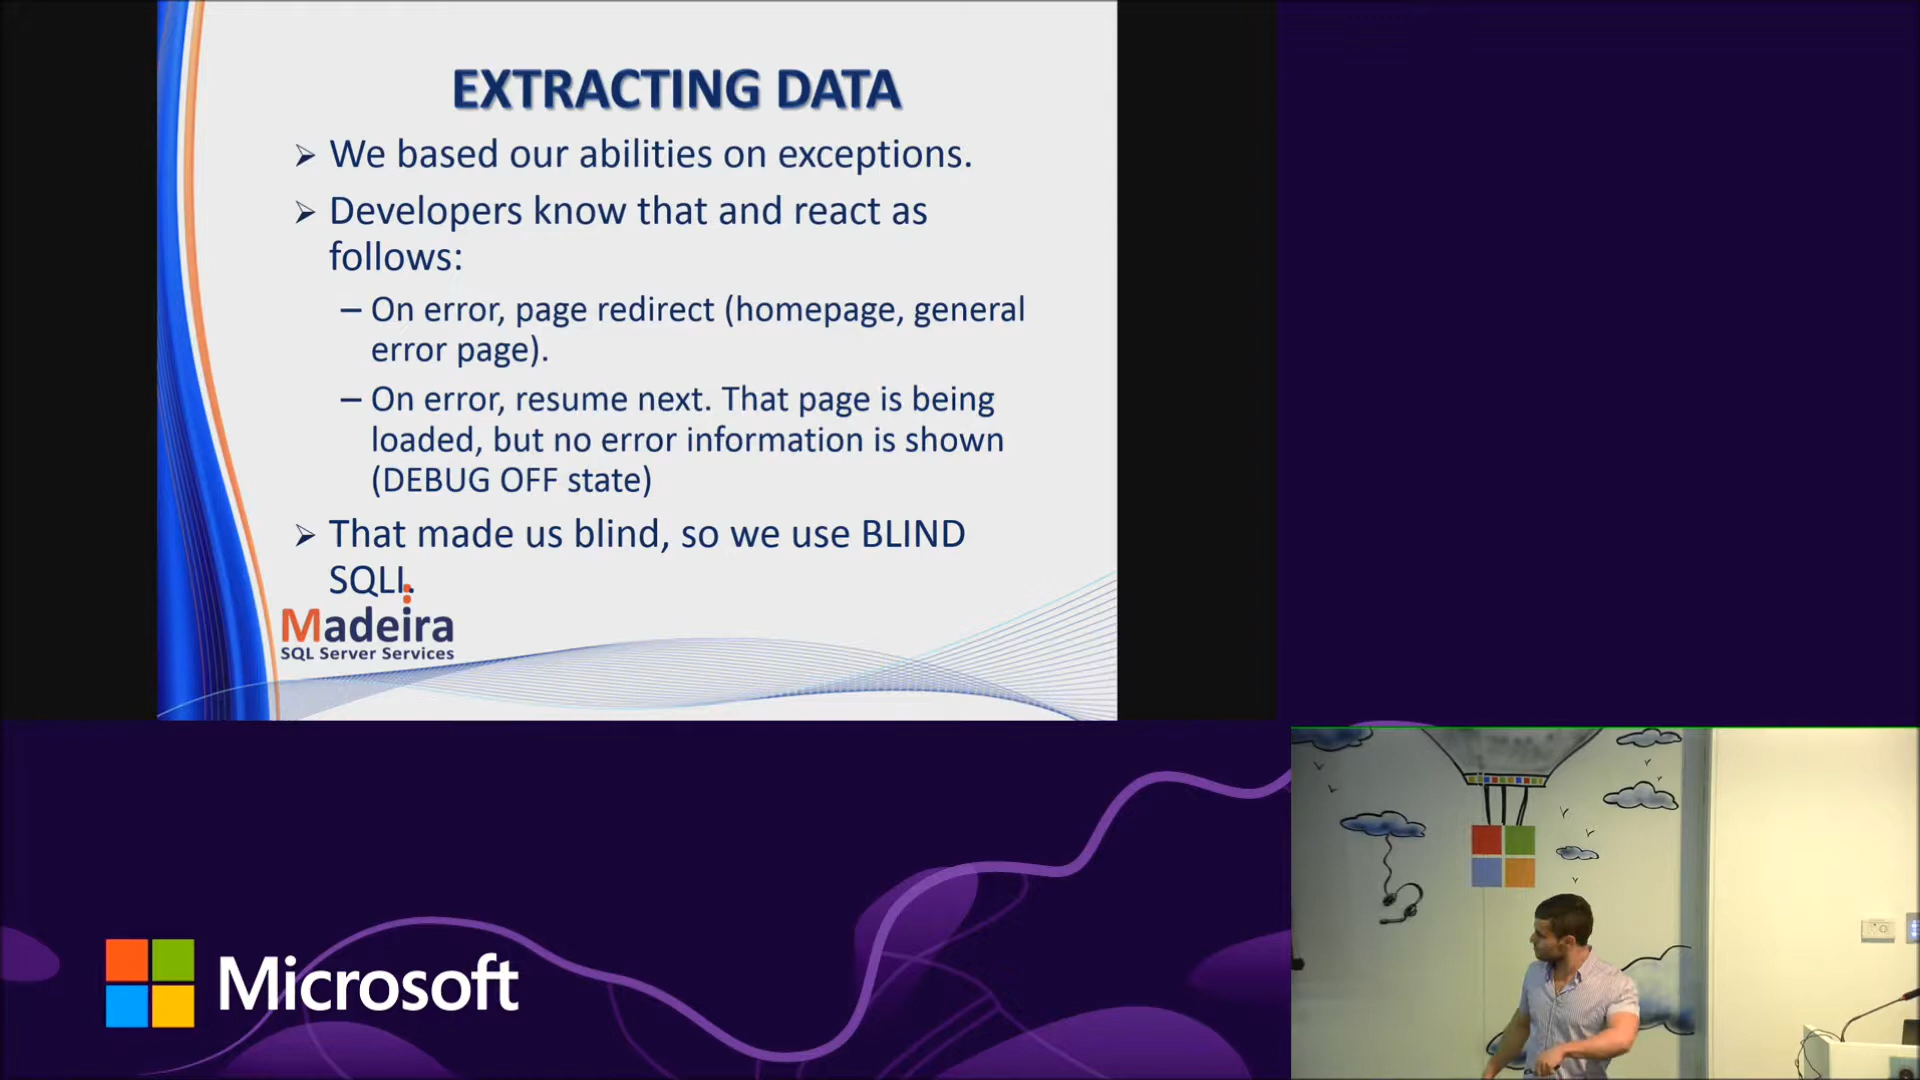 EXTRACTING DATA
➢ We based our abilities on exceptions.
➢ Developers know that and react as
follows:
– On error, page redirect (homepage, general
error page).
– On error, resume next. That page is being
loaded, but no error information is shown
(DEBUG OFF state)
➢ That made us blind, so we use BLIND
SQLI.
Madeira
SQL Server Services
Microsoft